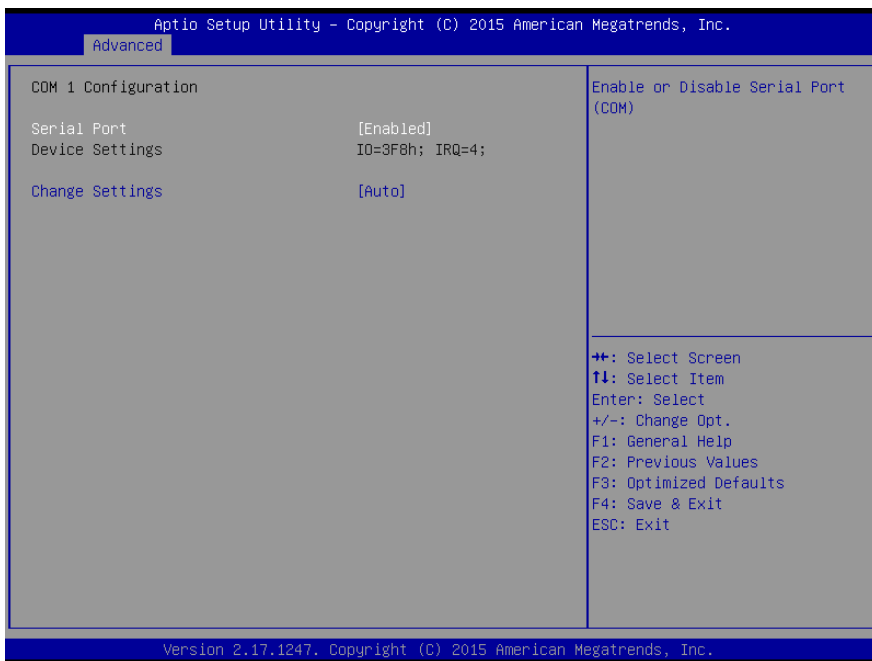 Aptio Setup Utility – Copyright (C) 2015 American Megatrends, Inc.
Advanced
COM 1 Configuration
Serial Port [Enabled]
Device Settings IO=3F8h; IRQ=4;
Change Settings [Auto]
Enable or Disable Serial Port
(COM)
→←: Select Screen
↑↓: Select Item
Enter: Select
+/-: Change Opt.
F1: General Help
F2: Previous Values
F3: Optimized Defaults
F4: Save & Exit
ESC: Exit
Version 2.17.1247. Copyright (C) 2015 American Megatrends, Inc.